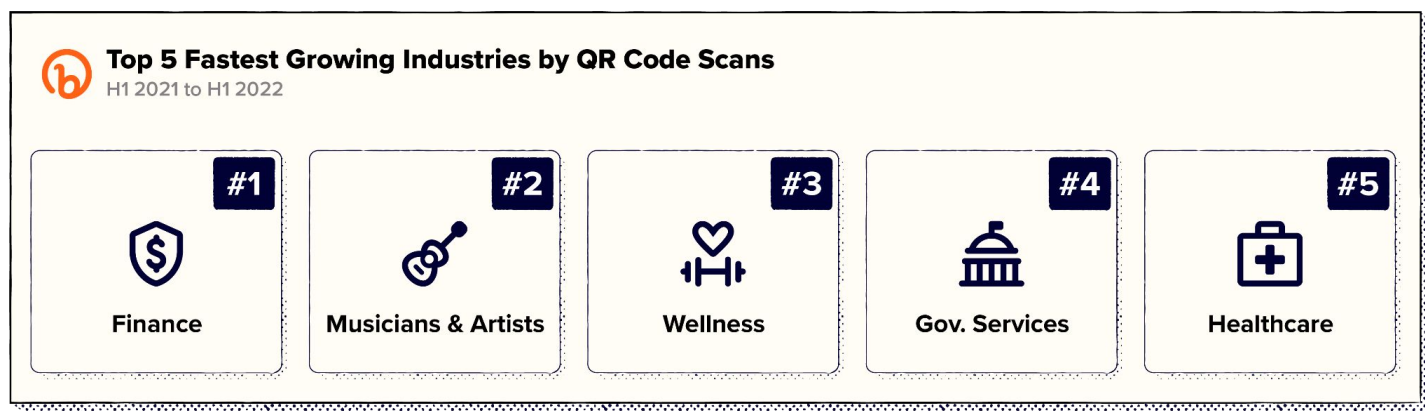 Top 5 Fastest Growing Industries by QR Code Scans
H1 2021 to H1 2022
#1
Finance
#2
Musicians & Artists
#3
Wellness
#4
Gov. Services
#5
Healthcare